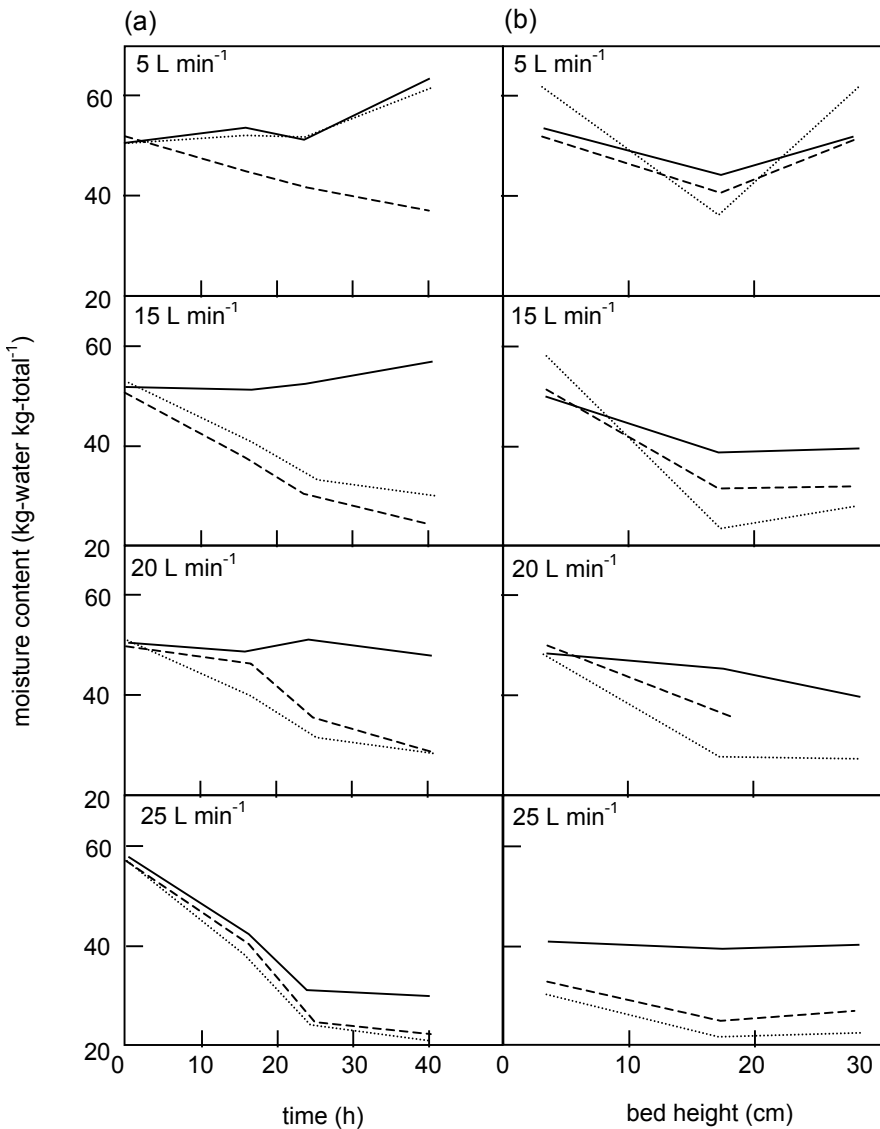 (a)
(b)
5 L min⁻¹
5 L min⁻¹
60
40
20
15 L min⁻¹
15 L min⁻¹
60
40
20
20 L min⁻¹
20 L min⁻¹
60
40
20
25 L min⁻¹
25 L min⁻¹
60
40
20
0 10 20 30 40 0 10 20 30
time (h)
bed height (cm)
moisture content (kg-water kg-total⁻¹)